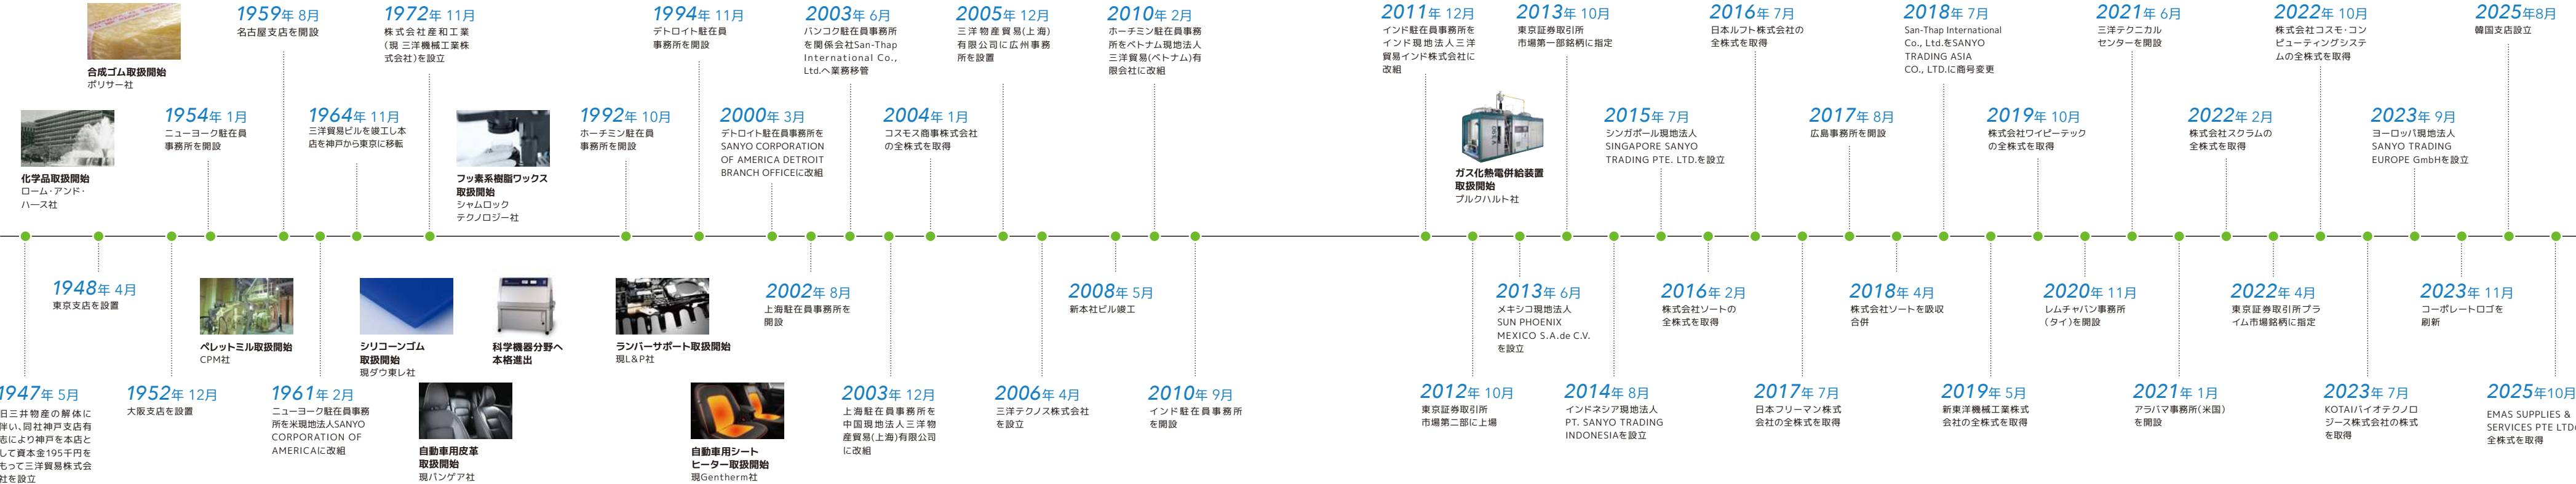 合成ゴム取扱開始
ポリサー社
化学品取扱開始
ローム・アンド・
ハース社
1947年 5月
旧三井物産の解体に
伴い、同社神戸支店有
志により神戸を本店と
して資本金195千円を
もって三洋貿易株式会
社を設立
1948年 4月
東京支店を設置
1952年 12月
大阪支店を設置
1954年 1月
ニューヨーク駐在員
事務所を開設
ペレットミル取扱開始
CPM社
1959年 8月
名古屋支店を開設
1961年 2月
ニューヨーク駐在員事務
所を米現地法人SANYO
CORPORATION OF
AMERICAに改組
1964年 11月
三洋貿易ビルを竣工し本
店を神戸から東京に移転
シリコーンゴム
取扱開始
現ダウ東レ社
1972年 11月
株式会社産和工業
(現 三洋機械工業株
式会社)を設立
自動車用皮革
取扱開始
現パンゲア社
フッ素系樹脂ワックス
取扱開始
シャムロック
テクノロジー社
科学機器分野へ
本格進出
1992年 10月
ホーチミン駐在員
事務所を開設
ランバーサポート取扱開始
現L&P社
1994年 11月
デトロイト駐在員
事務所を開設
自動車用シート
ヒーター取扱開始
現Gentherm社
2000年 3月
デトロイト駐在員事務所を
SANYO CORPORATION
OF AMERICA DETROIT
BRANCH OFFICEに改組
2002年 8月
上海駐在員事務所を
開設
2003年 6月
バンコク駐在員事務所
を関係会社San-Thap
International Co.,
Ltd.へ業務移管
2003年 12月
上海駐在員事務所を
中国現地法人三洋物
産貿易(上海)有限公司
に改組
2004年 1月
コスモス商事株式会社
の全株式を取得
2005年 12月
三洋物産貿易(上海)
有限公司に広州事務
所を設置
2006年 4月
三洋テクノス株式会社
を設立
2008年 5月
新本社ビル竣工
2010年 2月
ホーチミン駐在員事務
所をベトナム現地法人
三洋貿易(ベトナム)有
限会社に改組
2010年 9月
インド駐在員事務所
を開設
2011年 12月
インド駐在員事務所を
インド現地法人三洋
貿易インド株式会社に
改組
2012年 10月
東京証券取引所
市場第二部に上場
ガス化熱電併給装置
取扱開始
ブルクハルト社
2013年 6月
メキシコ現地法人
SUN PHOENIX
MEXICO S.A.de C.V.
を設立
2013年 10月
東京証券取引所
市場第一部銘柄に指定
2014年 8月
インドネシア現地法人
PT. SANYO TRADING
INDONESIAを設立
2015年 7月
シンガポール現地法人
SINGAPORE SANYO
TRADING PTE. LTD.を設立
2016年 2月
株式会社ソートの
全株式を取得
2016年 7月
日本ルフト株式会社の
全株式を取得
2017年 7月
日本フリーマン株式
会社の全株式を取得
2017年 8月
広島事務所を開設
2018年 4月
株式会社ソートを吸収
合併
2018年 7月
San-Thap International
Co., Ltd.をSANYO
TRADING ASIA
CO., LTD.に商号変更
2019年 5月
新東洋機械工業株式
会社の全株式を取得
2019年 10月
株式会社ワイピーテック
の全株式を取得
2020年 11月
レムチャバン事務所
(タイ)を開設
2021年 6月
三洋テクニカル
センターを開設
2021年 1月
アラバマ事務所(米国)
を開設
2022年 2月
株式会社スクラムの
全株式を取得
2022年 4月
東京証券取引所プラ
イム市場銘柄に指定
2022年 10月
株式会社コスモ・コン
ピューティングシステ
ムの全株式を取得
2023年 7月
KOTAIバイオテクノロ
ジーズ株式会社の株式
を取得
2023年 9月
ヨーロッパ現地法人
SANYO TRADING
EUROPE GmbHを設立
2023年 11月
コーポレートロゴを
刷新
2025年8月
韓国支店設立
2025年10月
EMAS SUPPLIES &
SERVICES PTE LTD
全株式を取得